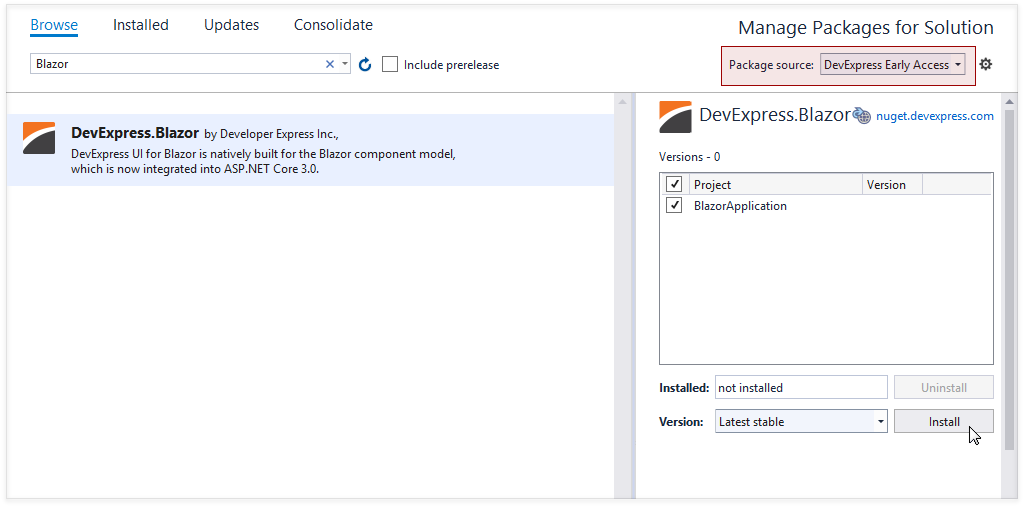 Browse Installed Updates Consolidate Manage Packages for Solution
Blazor Include prerelease Package source: DevExpress Early Access
DevExpress.Blazor by Developer Express Inc.,
DevExpress UI for Blazor is natively built for the Blazor component model,
which is now integrated into ASP.NET Core 3.0.
DevExpress.Blazor nuget.devexpress.com
Versions - 0
Project Version
BlazorApplication
Installed: not installed Uninstall
Version: Latest stable Install